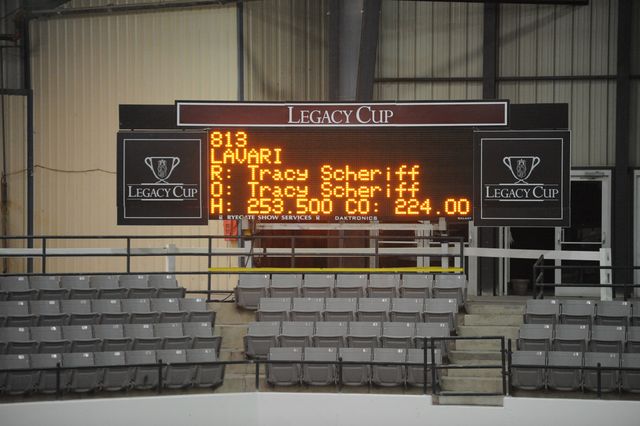 LEGACY CUP
813
LAVARI
R: Tracy Scheriff
O: Tracy Scheriff
H: 253.500 CO: 224.00
LEGACY CUP
LEGACY CUP
RYEGATE SHOW SERVICES
DAKTRONICS